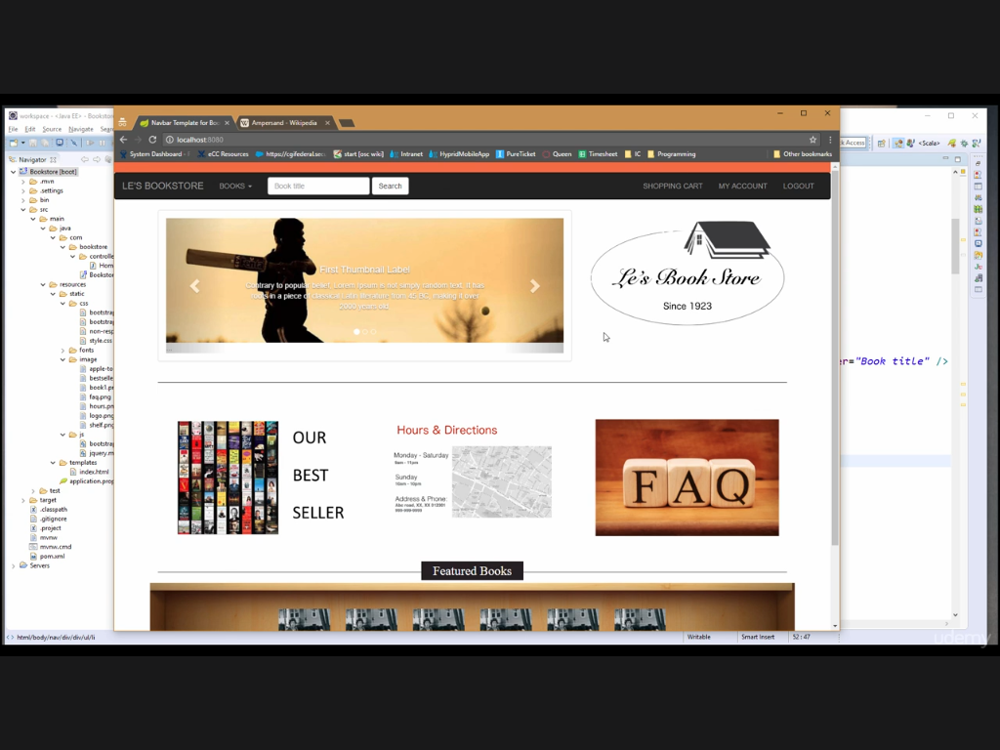 workspace - <Java EE> - Bookstor
File Edit Source Navigate Sear
Navbar Template for Bo
Ampersand - Wikipedia
localhost:8080
System Dashboard - eCC Resources https://cgifederal.sec start [osc wiki] Intranet HypridMobileApp PureTicket Queen Timesheet IC Programming Other bookmarks
Access <Scala>
Navigator
Bookstore [boot]
.mvn
.settings
bin
src
main
java
com
bookstore
controlle
Hom
Bookstor
resources
static
css
bootstra
bootstra
non-resp
style.css
fonts
image
apple-to
bestselle
book1.p
faq.png
hours.pn
logo.png
shelf.png
js
bootstra
jquery.m
templates
index.html
application.prop
test
target
.classpath
.gitignore
.project
mvnw
mvnw.cmd
pom.xml
Servers
LE'S BOOKSTORE BOOKS Book title Search SHOPPING CART MY ACCOUNT LOGOUT
First Thumbnail Label
Contrary to popular belief, Lorem Ipsum is not simply random text. It has
roots in a piece of classical Latin literature from 45 BC, making it over
2000 years old.
Le's Book Store
Since 1923
er="Book title" />
OUR
BEST
SELLER
Hours & Directions
Monday - Saturday
8am - 11pm
Sunday
10am - 10pm
Address & Phone:
FAQ
Featured Books
html/body/nav/div/div/ul/li
Writable Smart Insert 52 : 47
udemy